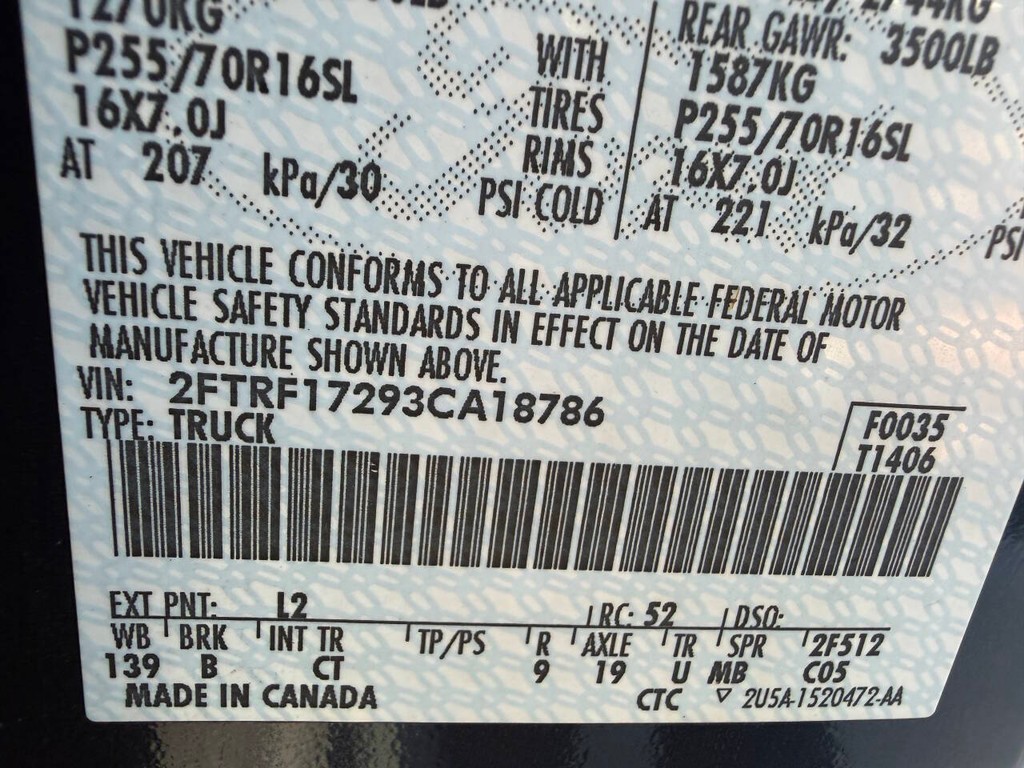 1270KG
P255/70R16SL
16X7.0J
AT 207 kPa/30
WITH
TIRES
RIMS
PSI COLD
REAR GAWR: 3500LB
1587KG
P255/70R16SL
16X7.0J
AT 221 kPa/32 PSI
THIS VEHICLE CONFORMS TO ALL APPLICABLE FEDERAL MOTOR
VEHICLE SAFETY STANDARDS IN EFFECT ON THE DATE OF
MANUFACTURE SHOWN ABOVE.
VIN: 2FTRF17293CA18786
TYPE: TRUCK
F0035
T1406
EXT PNT: L2 RC: 52 DSO:
WB BRK INT TR TP/PS R AXLE TR SPR 2F512
139 B CT 9 19 U MB C05
MADE IN CANADA CTC ▽ 2U5A-1520472-AA